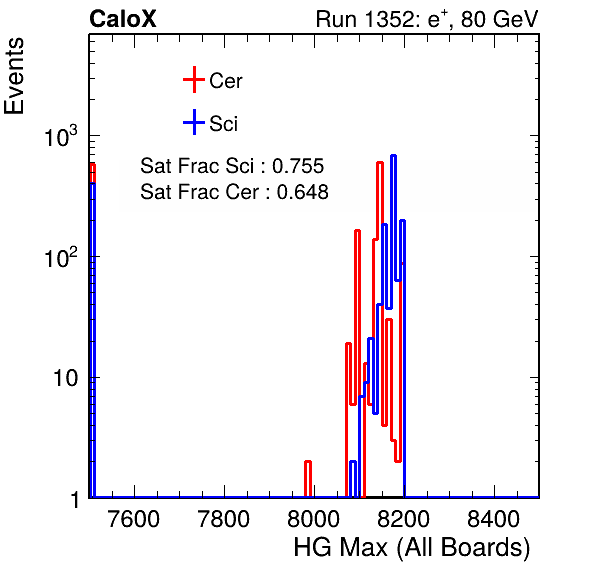 CaloX Run 1352: e⁺, 80 GeV
Events
Cer
Sci
Sat Frac Sci : 0.755
Sat Frac Cer : 0.648
10³
10²
10
1
7600 7800 8000 8200 8400
HG Max (All Boards)